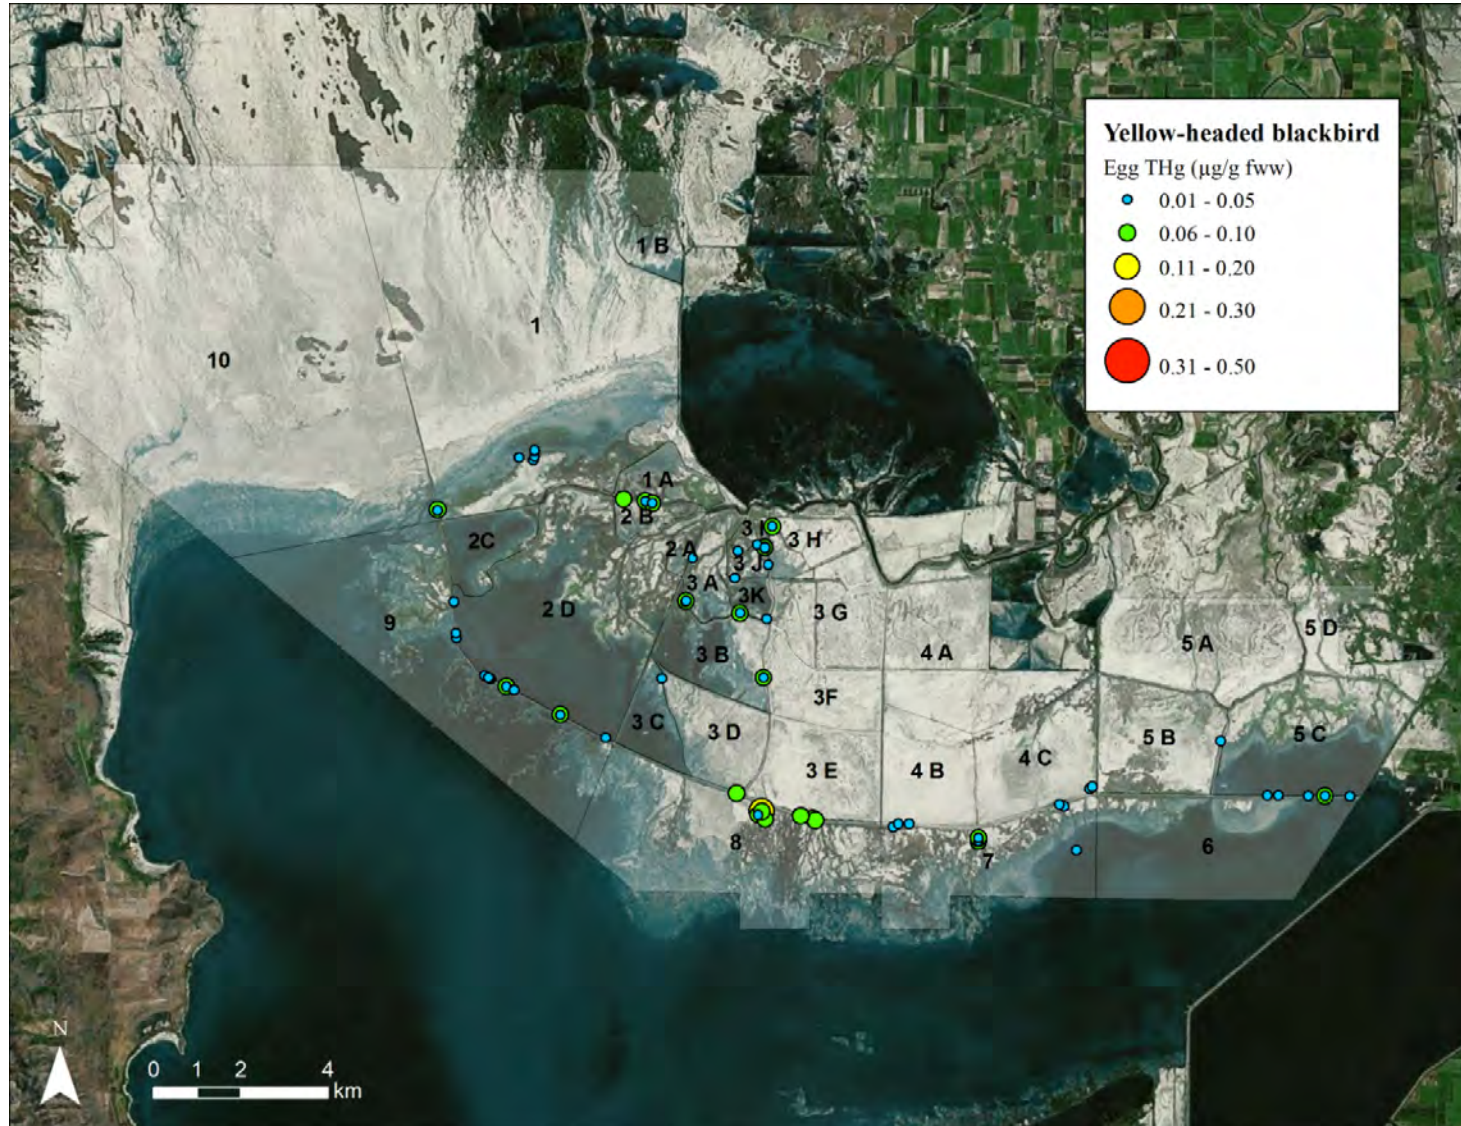 Yellow-headed blackbird
Egg THg (µg/g fww)
0.01 - 0.05
0.06 - 0.10
0.11 - 0.20
0.21 - 0.30
0.31 - 0.50
1 B
1
10
1 A
2 B
2C
2 A
3 I
3 H
3 J
3 A
3K
2 D
9
3 G
3 B
4 A
5 A
5 D
3F
3 C
3 D
3 E
4 B
4 C
5 B
5 C
8
7
6
N
0 1 2 4
km